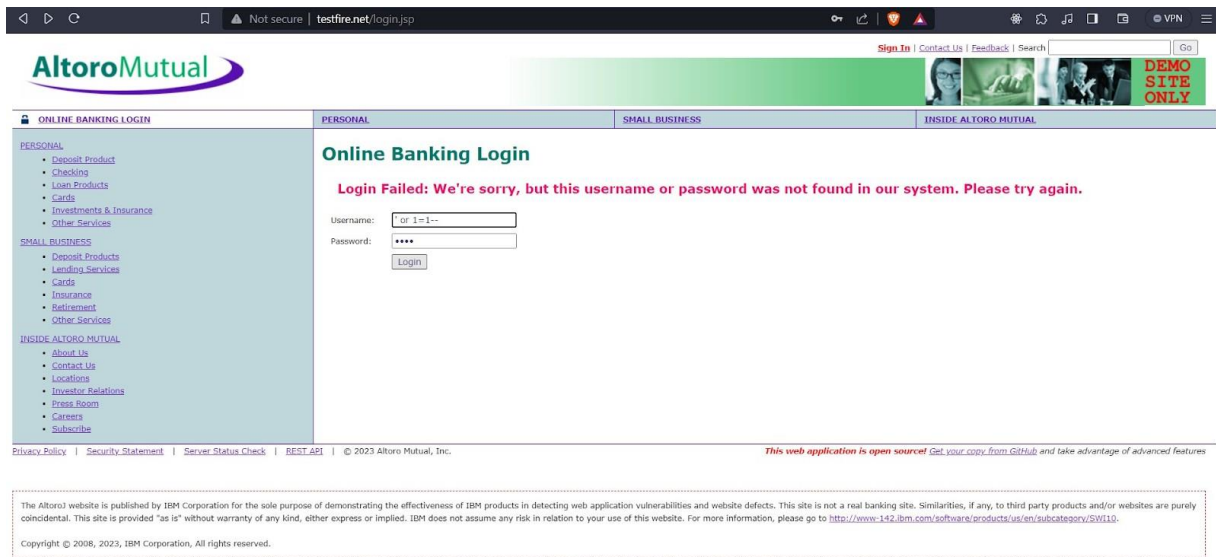 Not secure | testfire.net/login.jsp
VPN
Sign In | Contact Us | Feedback | Search
Go
AltoroMutual
DEMO
SITE
ONLY
ONLINE BANKING LOGIN
PERSONAL
SMALL BUSINESS
INSIDE ALTORO MUTUAL
PERSONAL
Deposit Product
Checking
Loan Products
Cards
Investments & Insurance
Other Services
SMALL BUSINESS
Deposit Products
Lending Services
Cards
Insurance
Retirement
Other Services
INSIDE ALTORO MUTUAL
About Us
Contact Us
Locations
Investor Relations
Press Room
Careers
Subscribe
Online Banking Login
Login Failed: We're sorry, but this username or password was not found in our system. Please try again.
Username: ' or 1=1--
Password: ••••
Login
Privacy Policy | Security Statement | Server Status Check | REST API | © 2023 Altoro Mutual, Inc.
This web application is open source! Get your copy from GitHub and take advantage of advanced features
The AltoroJ website is published by IBM Corporation for the sole purpose of demonstrating the effectiveness of IBM products in detecting web application vulnerabilities and website defects. This site is not a real banking site. Similarities, if any, to third party products and/or websites are purely
coincidental. This site is provided "as is" without warranty of any kind, either express or implied. IBM does not assume any risk in relation to your use of this website. For more information, please go to http://www-142.ibm.com/software/products/us/en/subcategory/SWI10.
Copyright © 2008, 2023, IBM Corporation, All rights reserved.